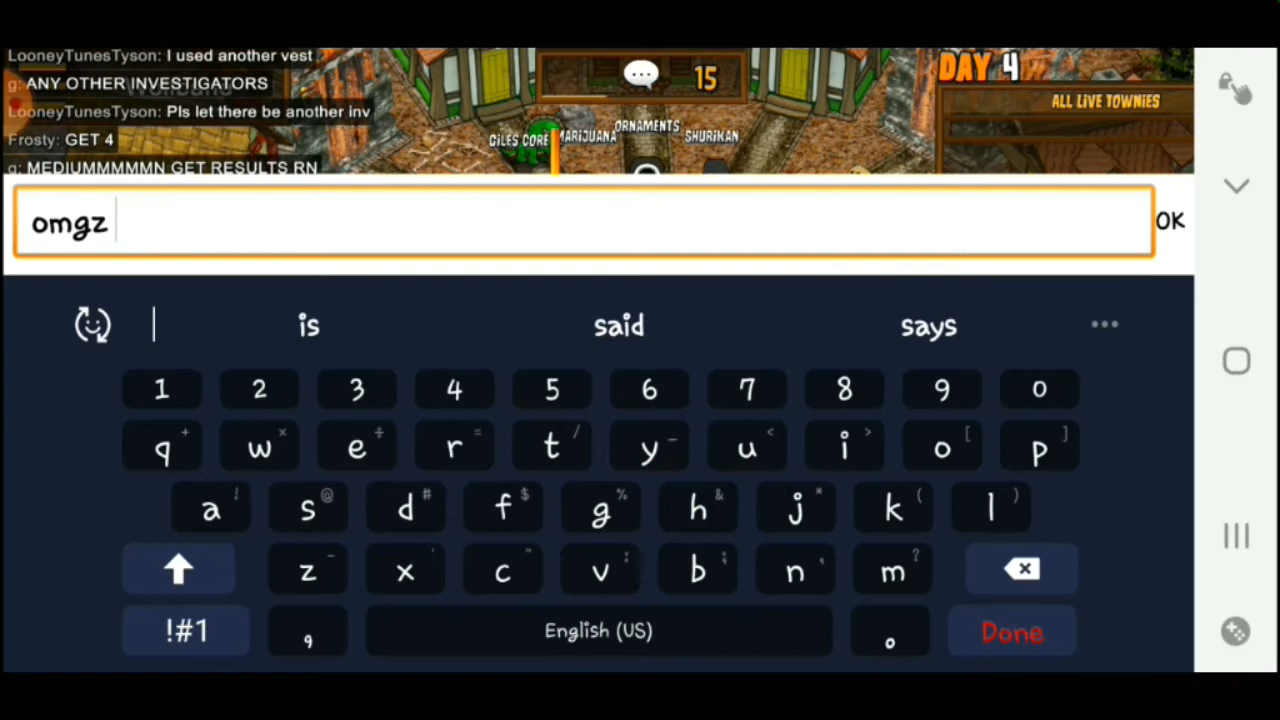 LooneyTunesTyson: I used another vest
g: ANY OTHER INVESTIGATORS
LooneyTunesTyson: Pls let there be another inv
Frosty: GET 4
g: MEDIUMMMMMN GET RESULTS RN
15
DAY 4
ALL LIVE TOWNIES
GILES COREY
MARIJUANA
ORNAMENTS
SHURIKAN
omgz
OK
is said says
1 2 3 4 5 6 7 8 9 0
q + w × e ÷ r = t / y _ u < i > o [ p ]
a ! s @ d # f $ g % h & j * k ( l )
z - x ' c " v : b ; n , m ?
!#1 , English (US) . Done